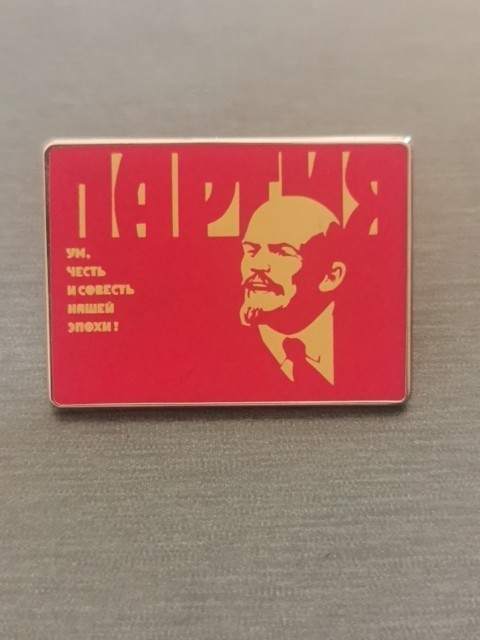 ПАРТИЯ
УМ,
ЧЕСТЬ
И СОВЕСТЬ
НАШЕЙ
ЭПОХИ!